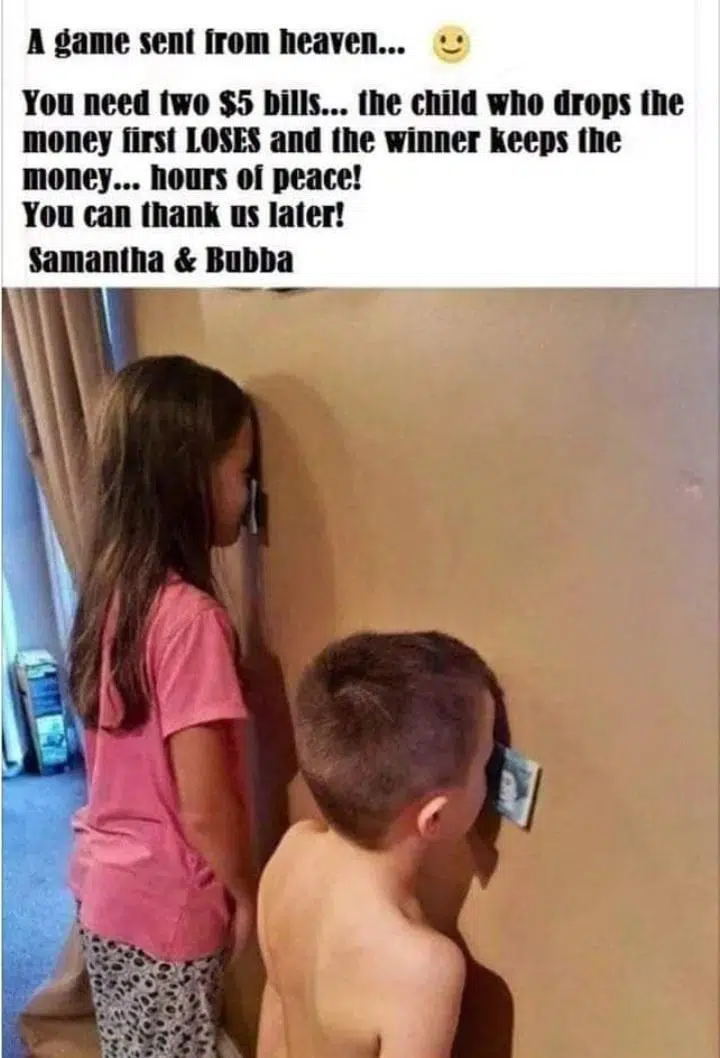 A game sent from heaven... 🙂
You need two $5 bills... the child who drops the
money first LOSES and the winner keeps the
money... hours of peace!
You can thank us later!
Samantha & Bubba